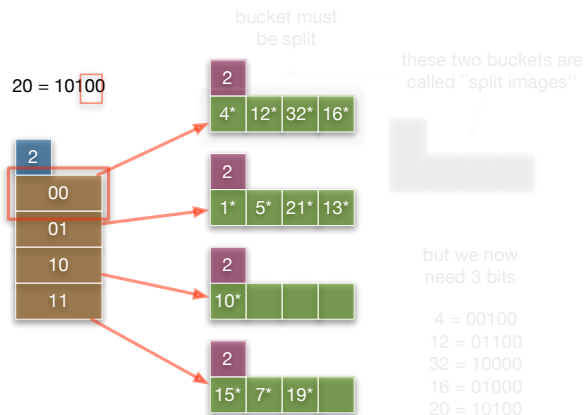 bucket must
be split
these two buckets are
called ``split images''
20 = 10100
2
4* 12* 32* 16*
2
00
01
10
11
2
1* 5* 21* 13*
2
10*
2
15* 7* 19*
but we now
need 3 bits
4 = 00100
12 = 01100
32 = 10000
16 = 01000
20 = 10100